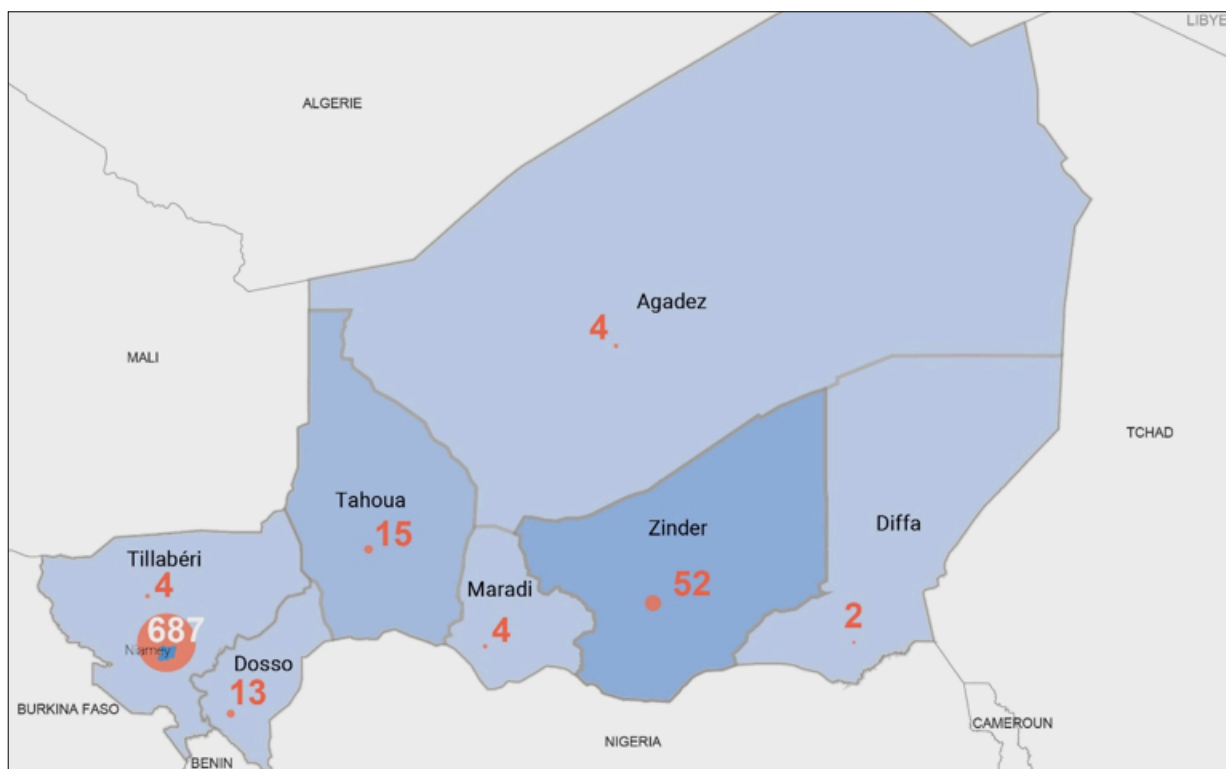 LIBYE
ALGERIE
Agadez
4
MALI
TCHAD
Tahoua
15
Zinder
52
Diffa
Tillabéri
4
Maradi
4
2
687
Niamey
Dosso
13
BURKINA FASO
BENIN
NIGERIA
CAMEROUN